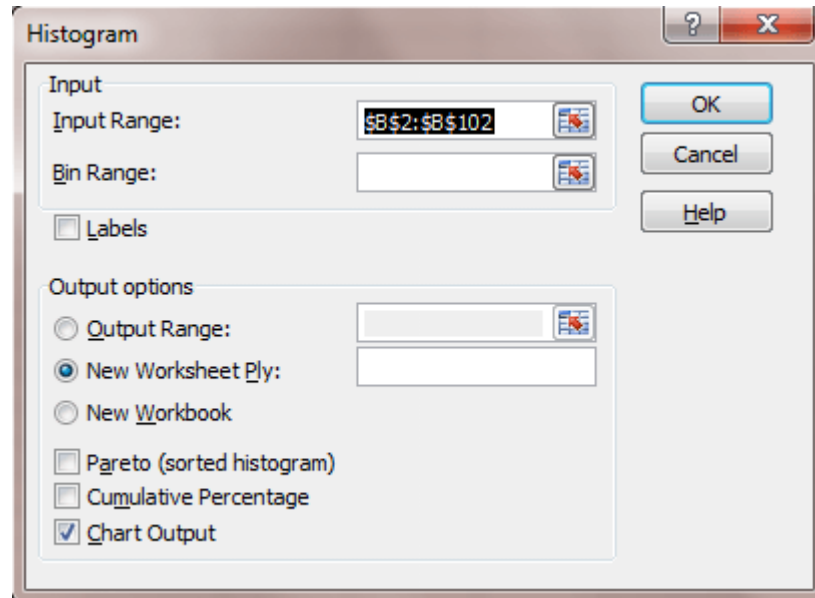 Histogram
?
X
Input
Input Range:
$B$2:$B$102
Bin Range:
Labels
OK
Cancel
Help
Output options
Output Range:
New Worksheet Ply:
New Workbook
Pareto (sorted histogram)
Cumulative Percentage
Chart Output